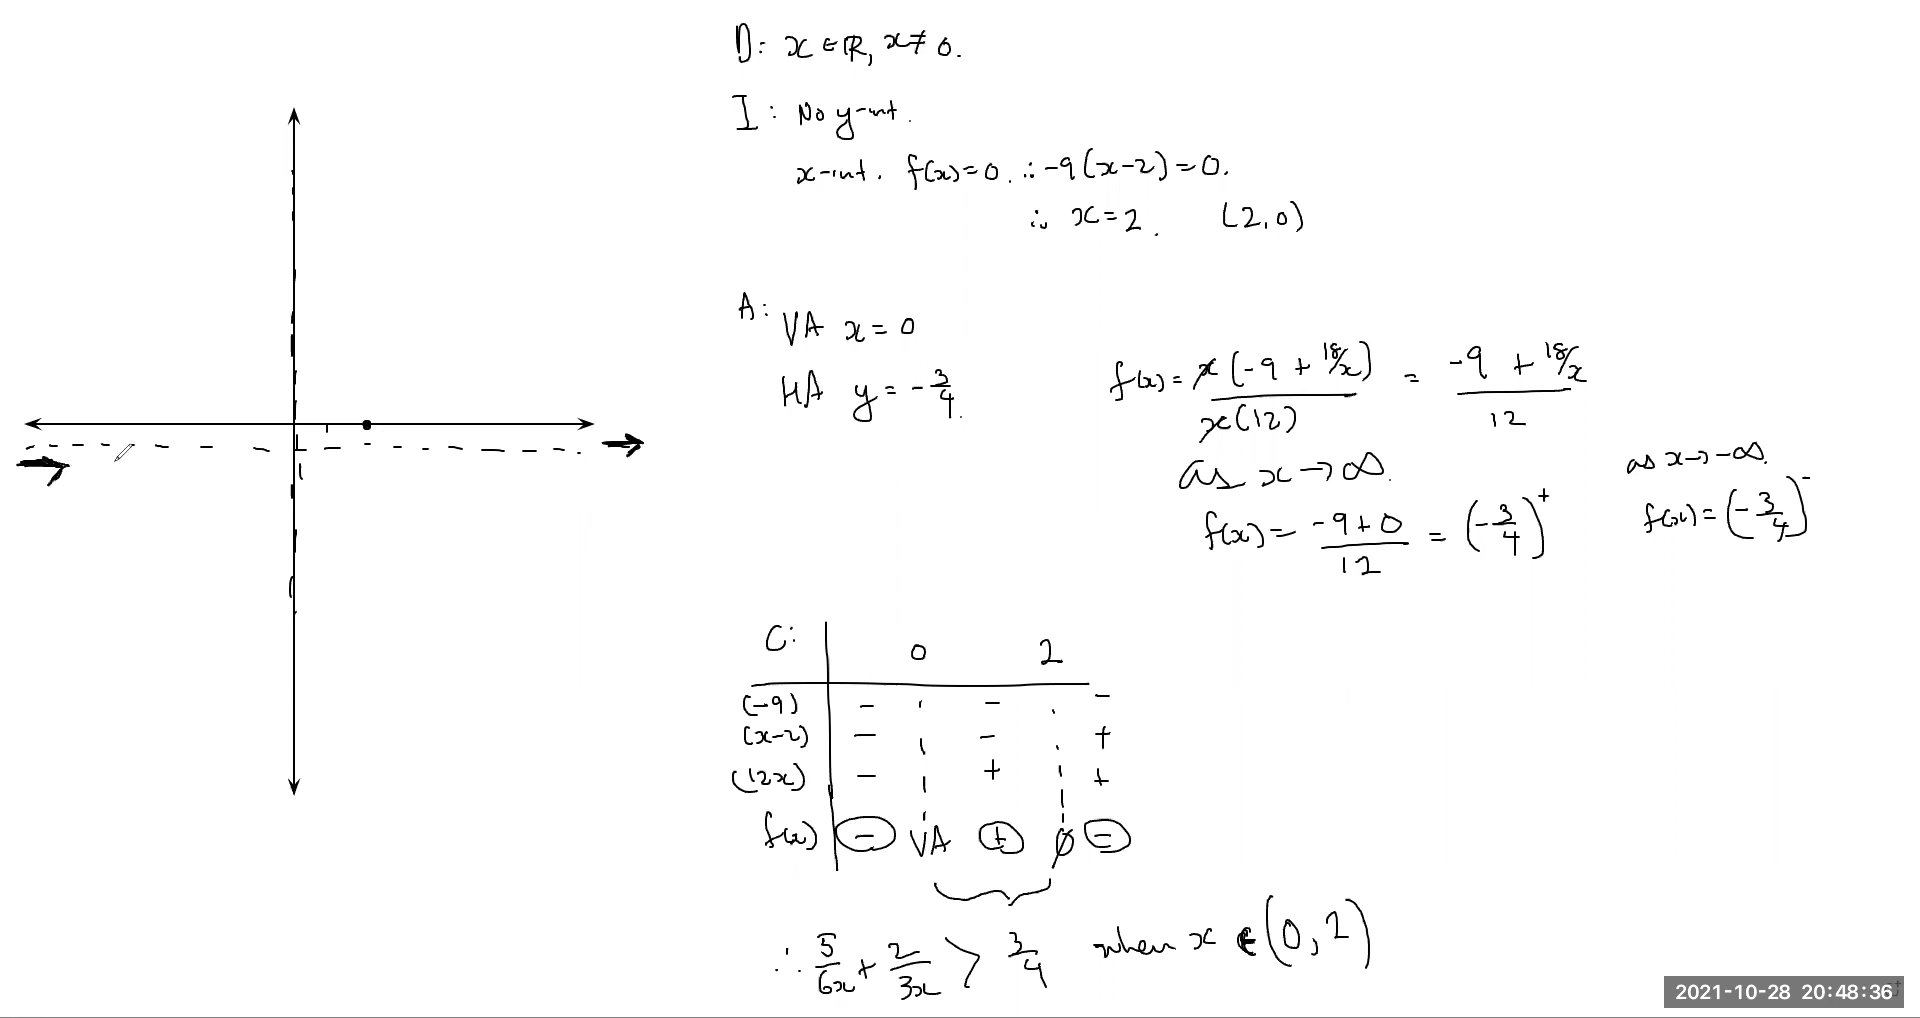 D: x ∈ ℝ, x ≠ 0.
I: No y-int.
x-int. f(x)=0. ∴ -9(x-2)=0.
∴ x=2. (2,0)
A:
VA x=0
HA y = -3/4.
f(x) = x(-9 + 18/x) / x(12) = (-9 + 18/x) / 12
as x→∞.
f(x) = (-9+0)/12 = (-3/4)⁺
as x→-∞.
f(x) = (-3/4)⁻
1
C: 0 2
(-9) - - -
(x-2) - - +
(12x) - + +
f(x) - VA + 0 -
∴ 5/6x + 2/3x > 3/4 when x ∈ (0,2)
2021-10-28 20:48:36